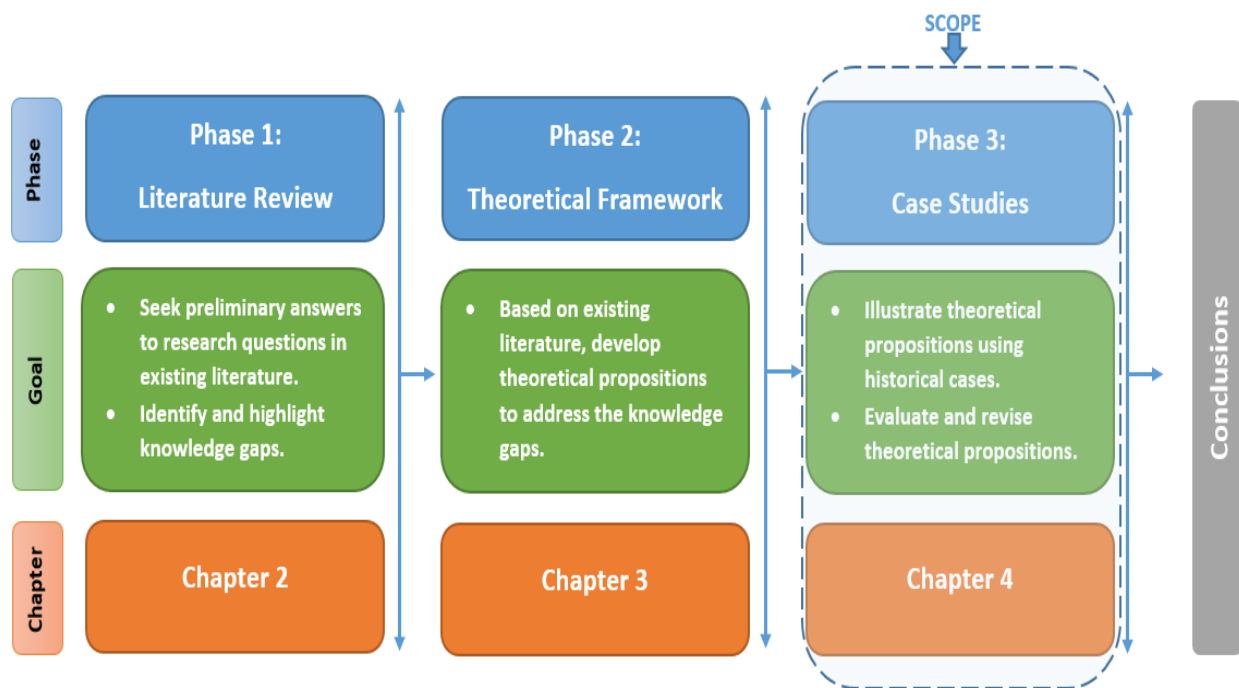 SCOPE
Phase
Phase 1:
Literature Review
Phase 2:
Theoretical Framework
Phase 3:
Case Studies
Goal
• Seek preliminary answers
to research questions in
existing literature.
• Identify and highlight
knowledge gaps.
• Based on existing
literature, develop
theoretical propositions
to address the knowledge
gaps.
• Illustrate theoretical
propositions using
historical cases.
• Evaluate and revise
theoretical propositions.
Chapter
Chapter 2
Chapter 3
Chapter 4
Conclusions